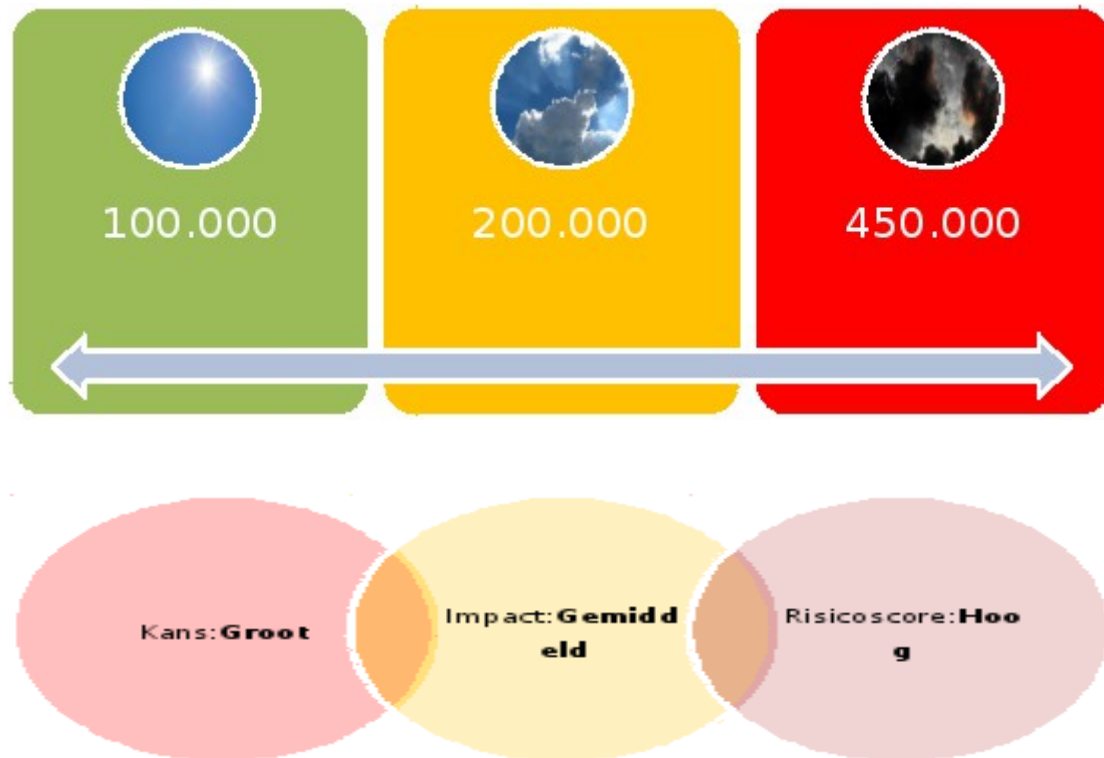 100.000
200.000
450.000
Kans:Groot
Impact:Gemidd
eld
Risicoscore:Hoo
g